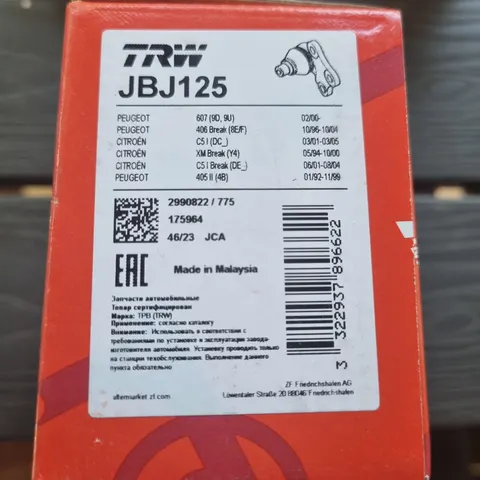 TRW
JBJ125
PEUGEOT 607 (9D, 9U) 02/00-
PEUGEOT 406 Break (8E/F) 10/96-10/04
CITROËN C5 I (DC_) 03/01-03/05
CITROËN XM Break (Y4) 05/94-10/00
CITROËN C5 I Break (DE_) 06/01-08/04
PEUGEOT 405 II (4B) 01/92-11/99
2990822 / 775
175964
46/23 JCA
EAC
Made in Malaysia
Запчасти автомобильные
Товар сертифицирован
Марка: ТРВ (TRW)
Применение: согласно каталогу
Внимание: Использовать в соответствии с
требованиями по установке и эксплуатации завода-
изготовителя автомобиля. Установку проводить только
на станции техобслуживания. Выполнение данного
пункта обязательно
aftermarket.zf.com
ZF Friedrichshafen AG
Löwentaler Straße 20 88046 Friedrichshafen
3 322937 896622